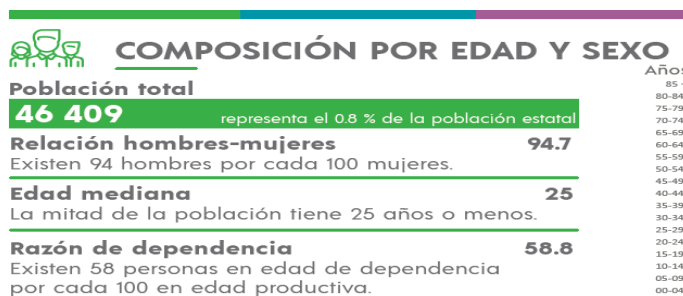 COMPOSICIÓN POR EDAD Y SEXO
Población total
46 409 representa el 0.8 % de la población estatal
Relación hombres-mujeres 94.7
Existen 94 hombres por cada 100 mujeres.
Edad mediana 25
La mitad de la población tiene 25 años o menos.
Razón de dependencia 58.8
Existen 58 personas en edad de dependencia
por cada 100 en edad productiva.
Años
85
80-84
75-79
70-74
65-69
60-64
55-59
50-54
45-49
40-44
35-39
30-34
25-29
20-24
15-19
10-14
05-09
00-04